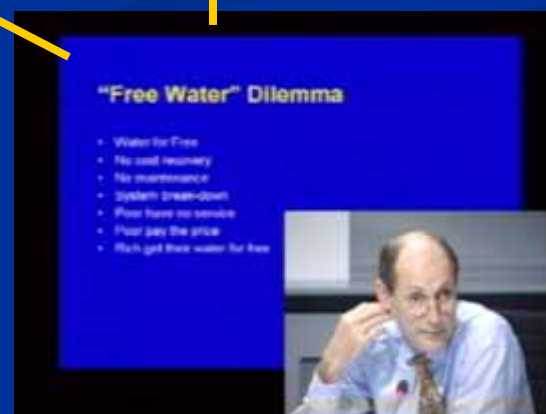 “Free Water” Dilemma
• Water for Free
• No cost recovery
• No maintenance
• System break-down
• Poor have no service
• Poor pay the price
• Rich get their water for free